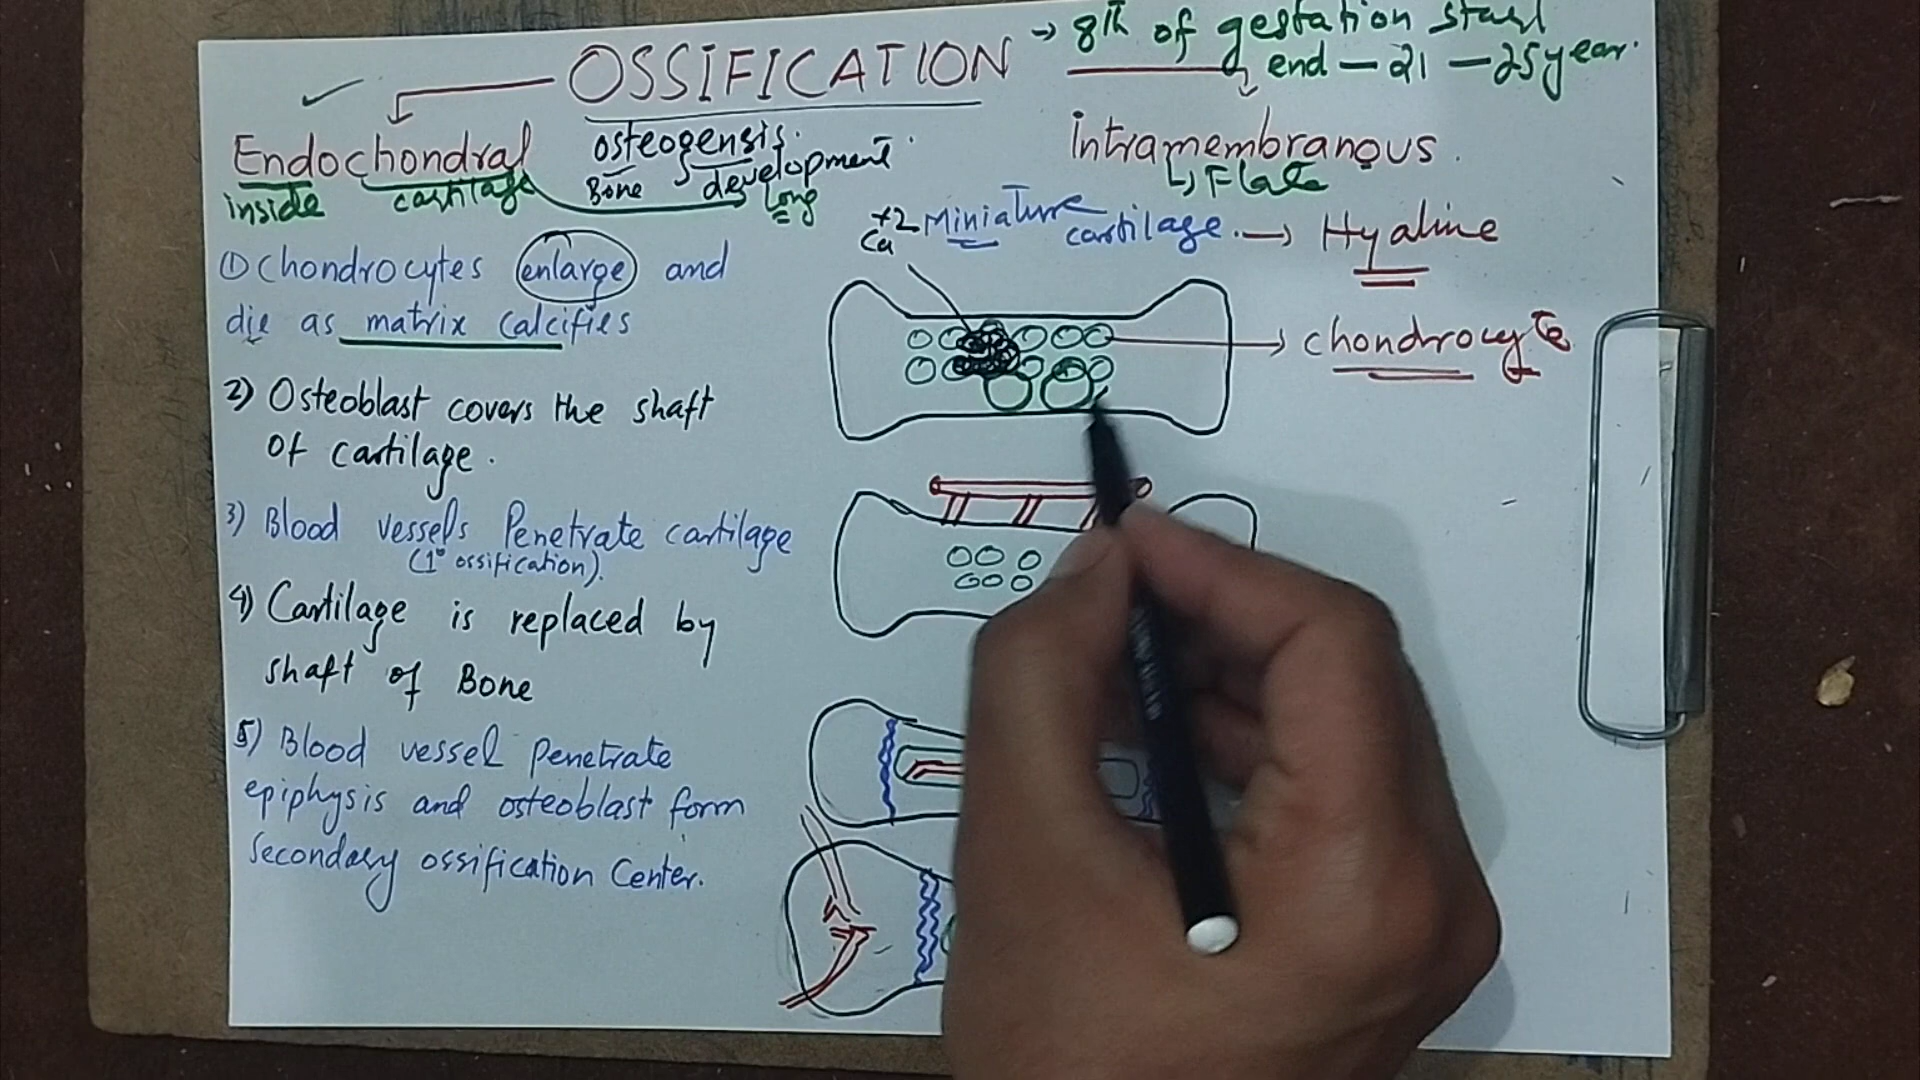 OSSIFICATION
→ 8th of gestation start
end — 21 — 25 year.
Endochondral
inside cartilage
osteogensis.
Bone development
long
Intramembranous.
↳ Flate
Ca+2
Miniature
cartilage. → Hyaline
chondrocyte
① Chondrocytes enlarge and
die as matrix calcifies
2) Osteoblast covers the shaft
of cartilage.
3) Blood vessels Penetrate cartilage
(1° ossification).
4) Cartilage is replaced by
shaft of Bone
5) Blood vessel penetrate
epiphysis and osteoblast form
secondary ossification Center.